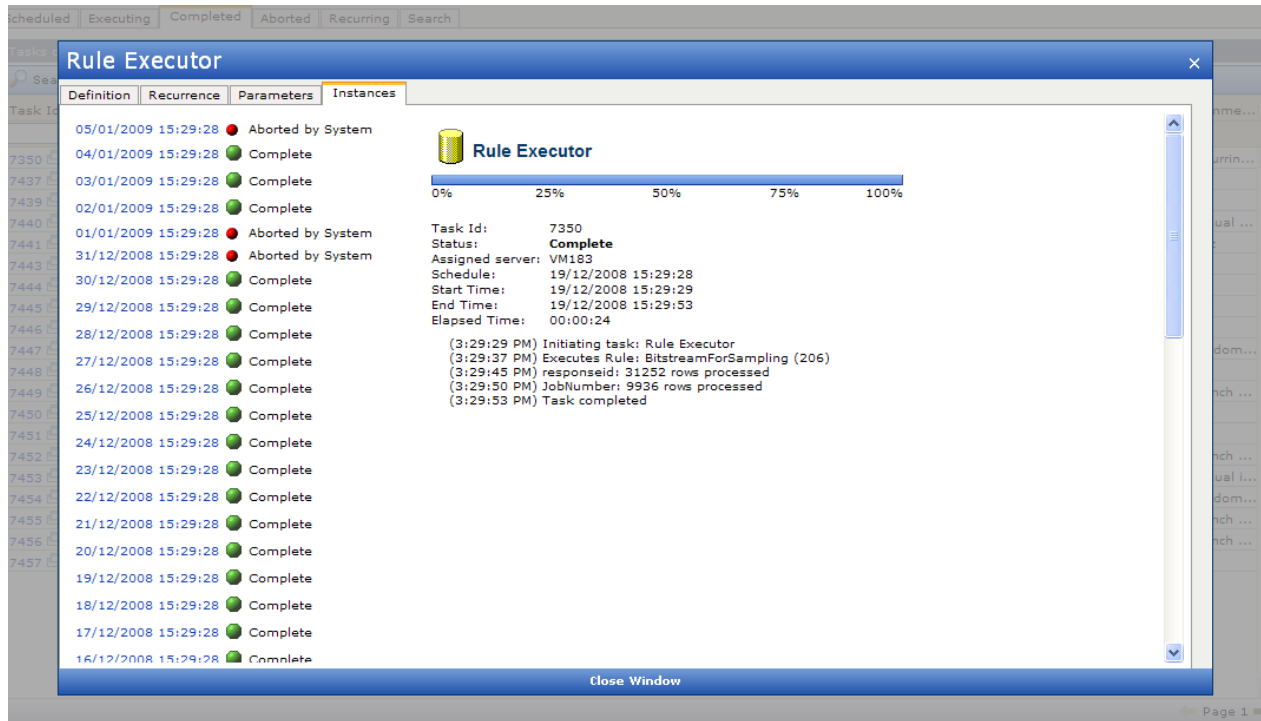 Scheduled Executing Completed Aborted Recurring Search
Tasks
Rule Executor
Definition Recurrence Parameters Instances
Task Id
05/01/2009 15:29:28 Aborted by System
04/01/2009 15:29:28 Complete
03/01/2009 15:29:28 Complete
02/01/2009 15:29:28 Complete
01/01/2009 15:29:28 Aborted by System
31/12/2008 15:29:28 Aborted by System
30/12/2008 15:29:28 Complete
29/12/2008 15:29:28 Complete
28/12/2008 15:29:28 Complete
27/12/2008 15:29:28 Complete
26/12/2008 15:29:28 Complete
25/12/2008 15:29:28 Complete
24/12/2008 15:29:28 Complete
23/12/2008 15:29:28 Complete
22/12/2008 15:29:28 Complete
21/12/2008 15:29:28 Complete
20/12/2008 15:29:28 Complete
19/12/2008 15:29:28 Complete
18/12/2008 15:29:28 Complete
17/12/2008 15:29:28 Complete
16/12/2008 15:29:28 Complete
Rule Executor
0% 25% 50% 75% 100%
Task Id: 7350
Status: Complete
Assigned server: VM183
Schedule: 19/12/2008 15:29:28
Start Time: 19/12/2008 15:29:29
End Time: 19/12/2008 15:29:53
Elapsed Time: 00:00:24
(3:29:29 PM) Initiating task: Rule Executor
(3:29:37 PM) Executes Rule: BitstreamForSampling (206)
(3:29:45 PM) responseid: 31252 rows processed
(3:29:50 PM) JobNumber: 9936 rows processed
(3:29:53 PM) Task completed
7350
7437
7439
7440
7441
7443
7444
7445
7446
7447
7448
7449
7450
7451
7452
7453
7454
7455
7456
7457
Close Window
Page 1